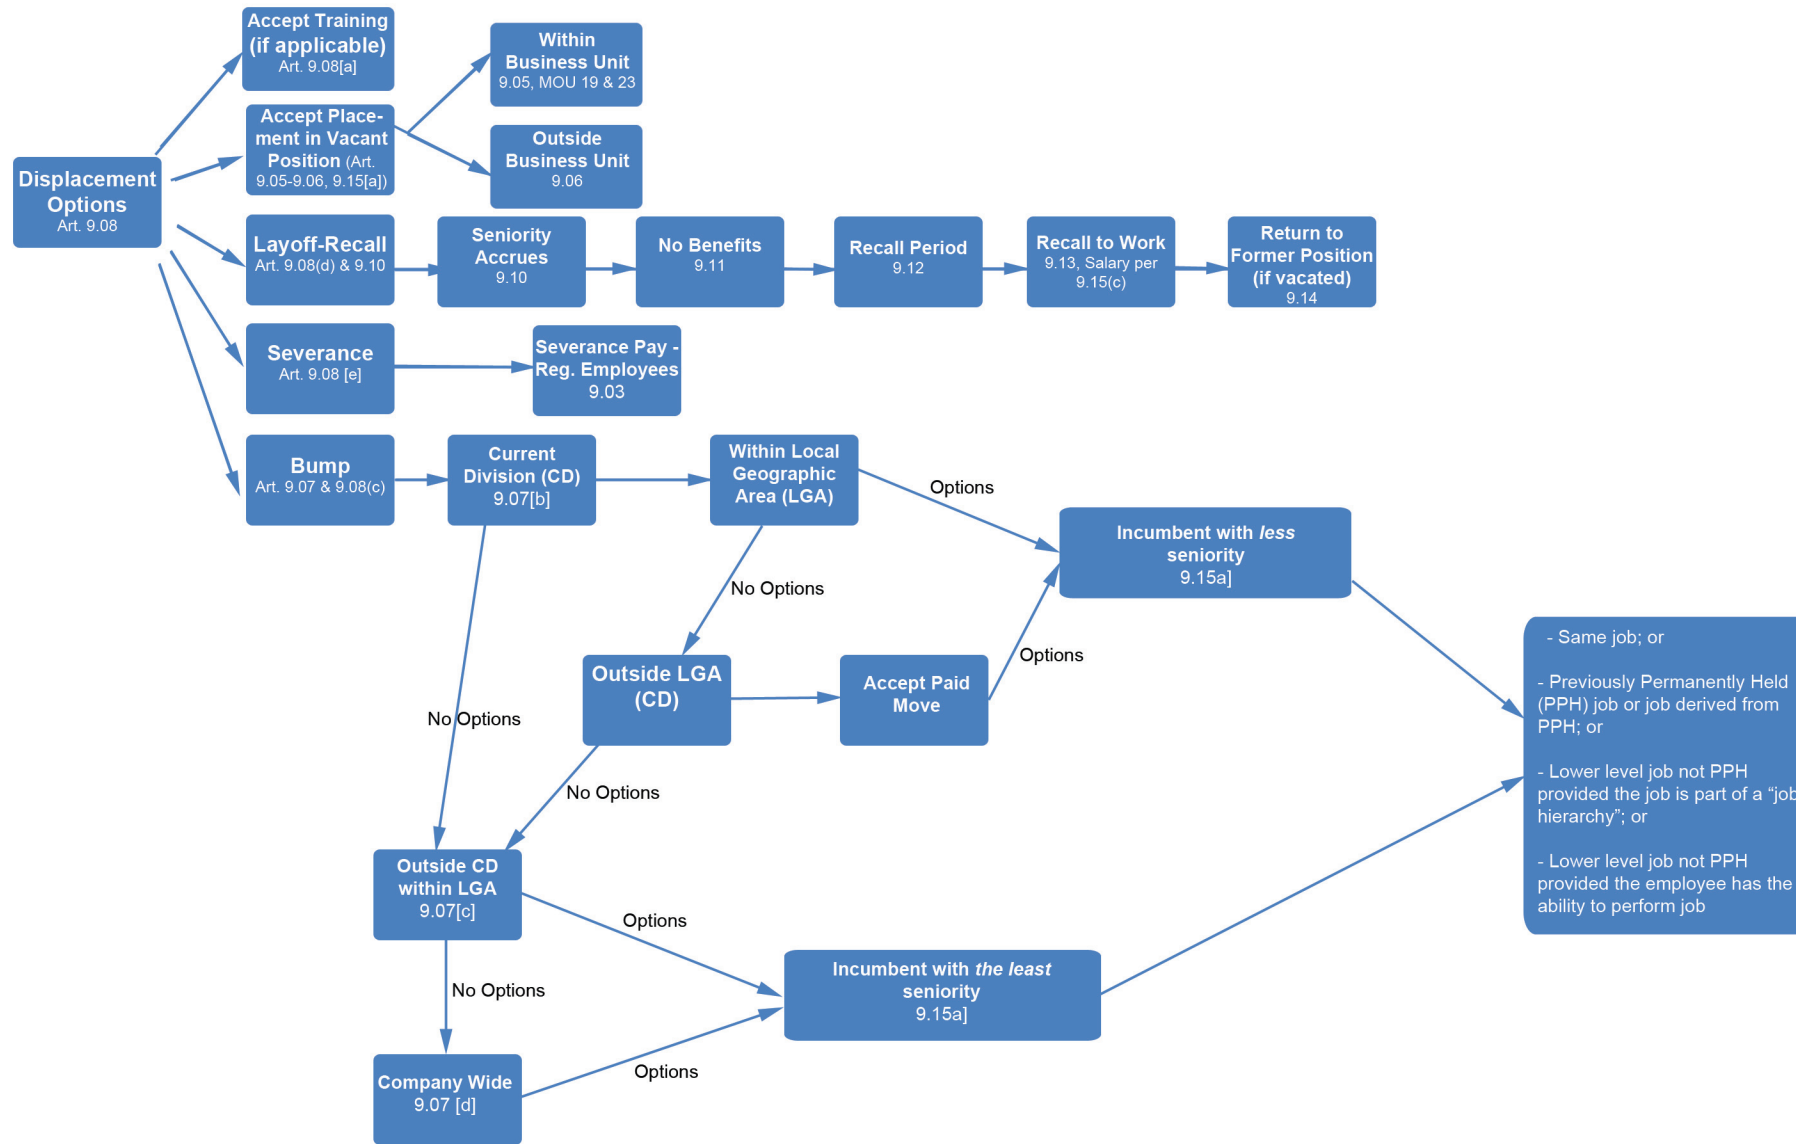 Accept Training
(if applicable)
Art. 9.08[a]
Within
Business Unit
9.05, MOU 19 & 23
Accept Place-
ment in Vacant
Position (Art.
9.05-9.06, 9.15[a])
Outside
Business Unit
9.06
Displacement
Options
Art. 9.08
Layoff-Recall
Art. 9.08(d) & 9.10
Seniority
Accrues
9.10
No Benefits
9.11
Recall Period
9.12
Recall to Work
9.13, Salary per
9.15(c)
Return to
Former Position
(if vacated)
9.14
Severance
Art. 9.08 [e]
Severance Pay -
Reg. Employees
9.03
Bump
Art. 9.07 & 9.08(c)
Current
Division (CD)
9.07[b]
Within Local
Geographic
Area (LGA)
Options
Incumbent with less
seniority
9.15a]
No Options
Outside LGA
(CD)
Accept Paid
Move
Options
No Options
No Options
- Same job; or
- Previously Permanently Held
(PPH) job or job derived from
PPH; or
- Lower level job not PPH
provided the job is part of a “job
hierarchy”; or
- Lower level job not PPH
provided the employee has the
ability to perform job
Outside CD
within LGA
9.07[c]
Options
No Options
Incumbent with the least
seniority
9.15a]
Company Wide
9.07 [d]
Options